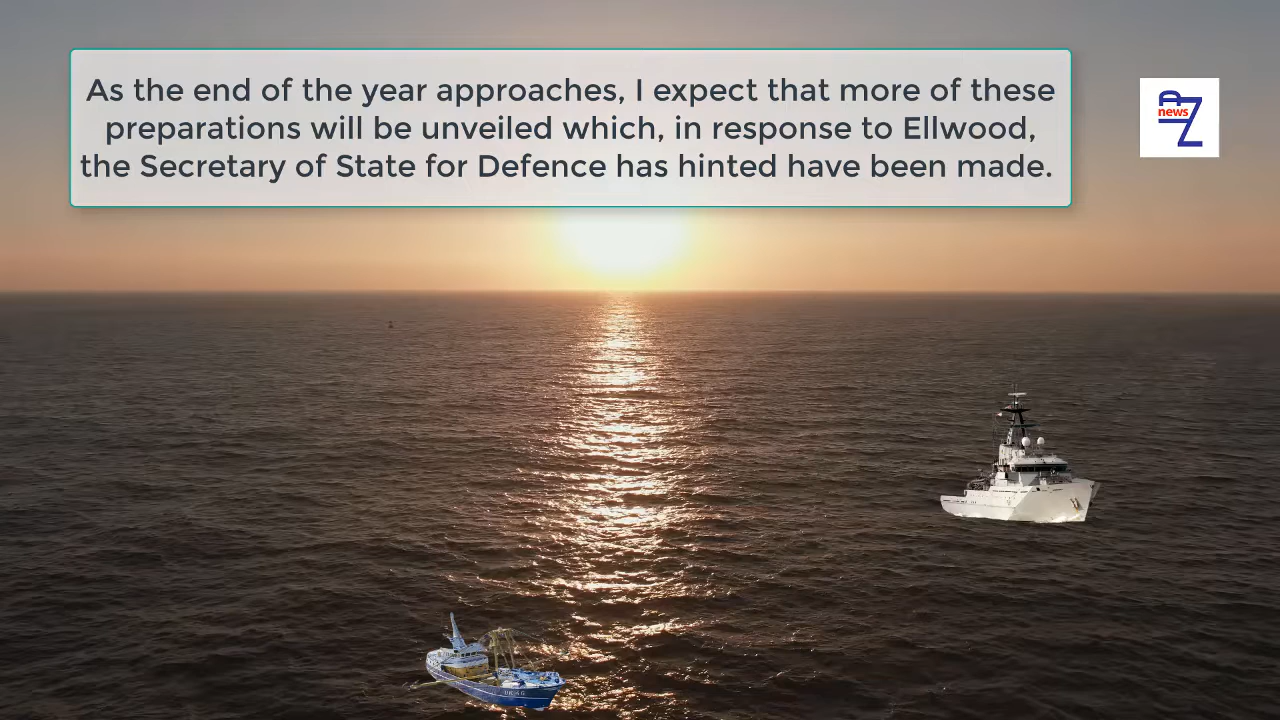 As the end of the year approaches, I expect that more of these
preparations will be unveiled which, in response to Ellwood,
the Secretary of State for Defence has hinted have been made.
AZ
news